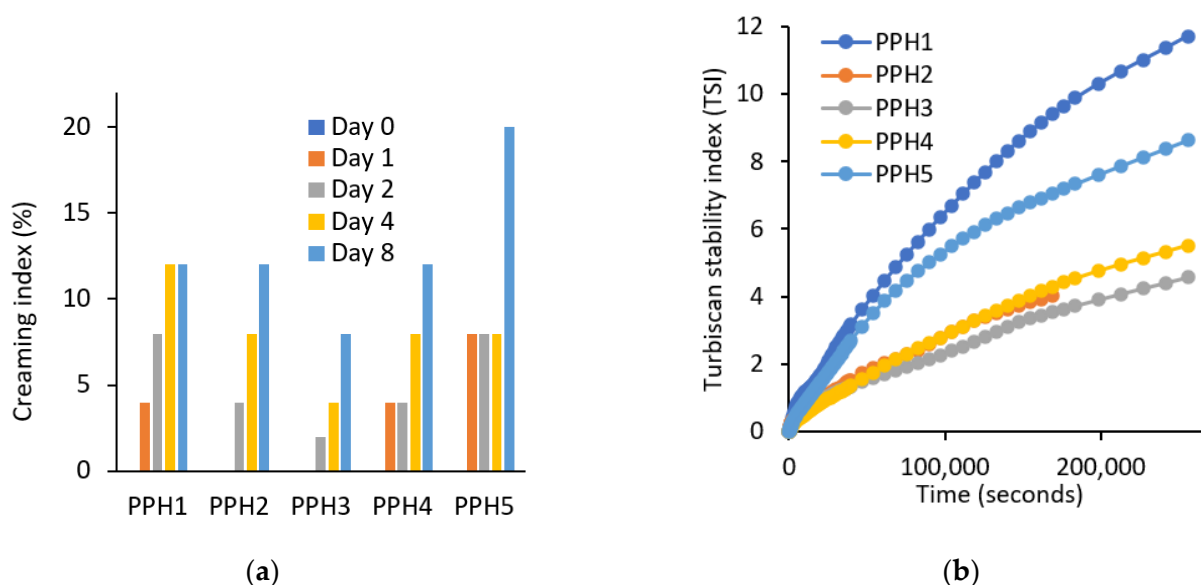 20
15
10
5
0
Creaming index (%)
Day 0
Day 1
Day 2
Day 4
Day 8
PPH1 PPH2 PPH3 PPH4 PPH5
(a)
12
10
8
6
4
2
0
Turbiscan stability index (TSI)
PPH1
PPH2
PPH3
PPH4
PPH5
0 100,000 200,000
Time (seconds)
(b)